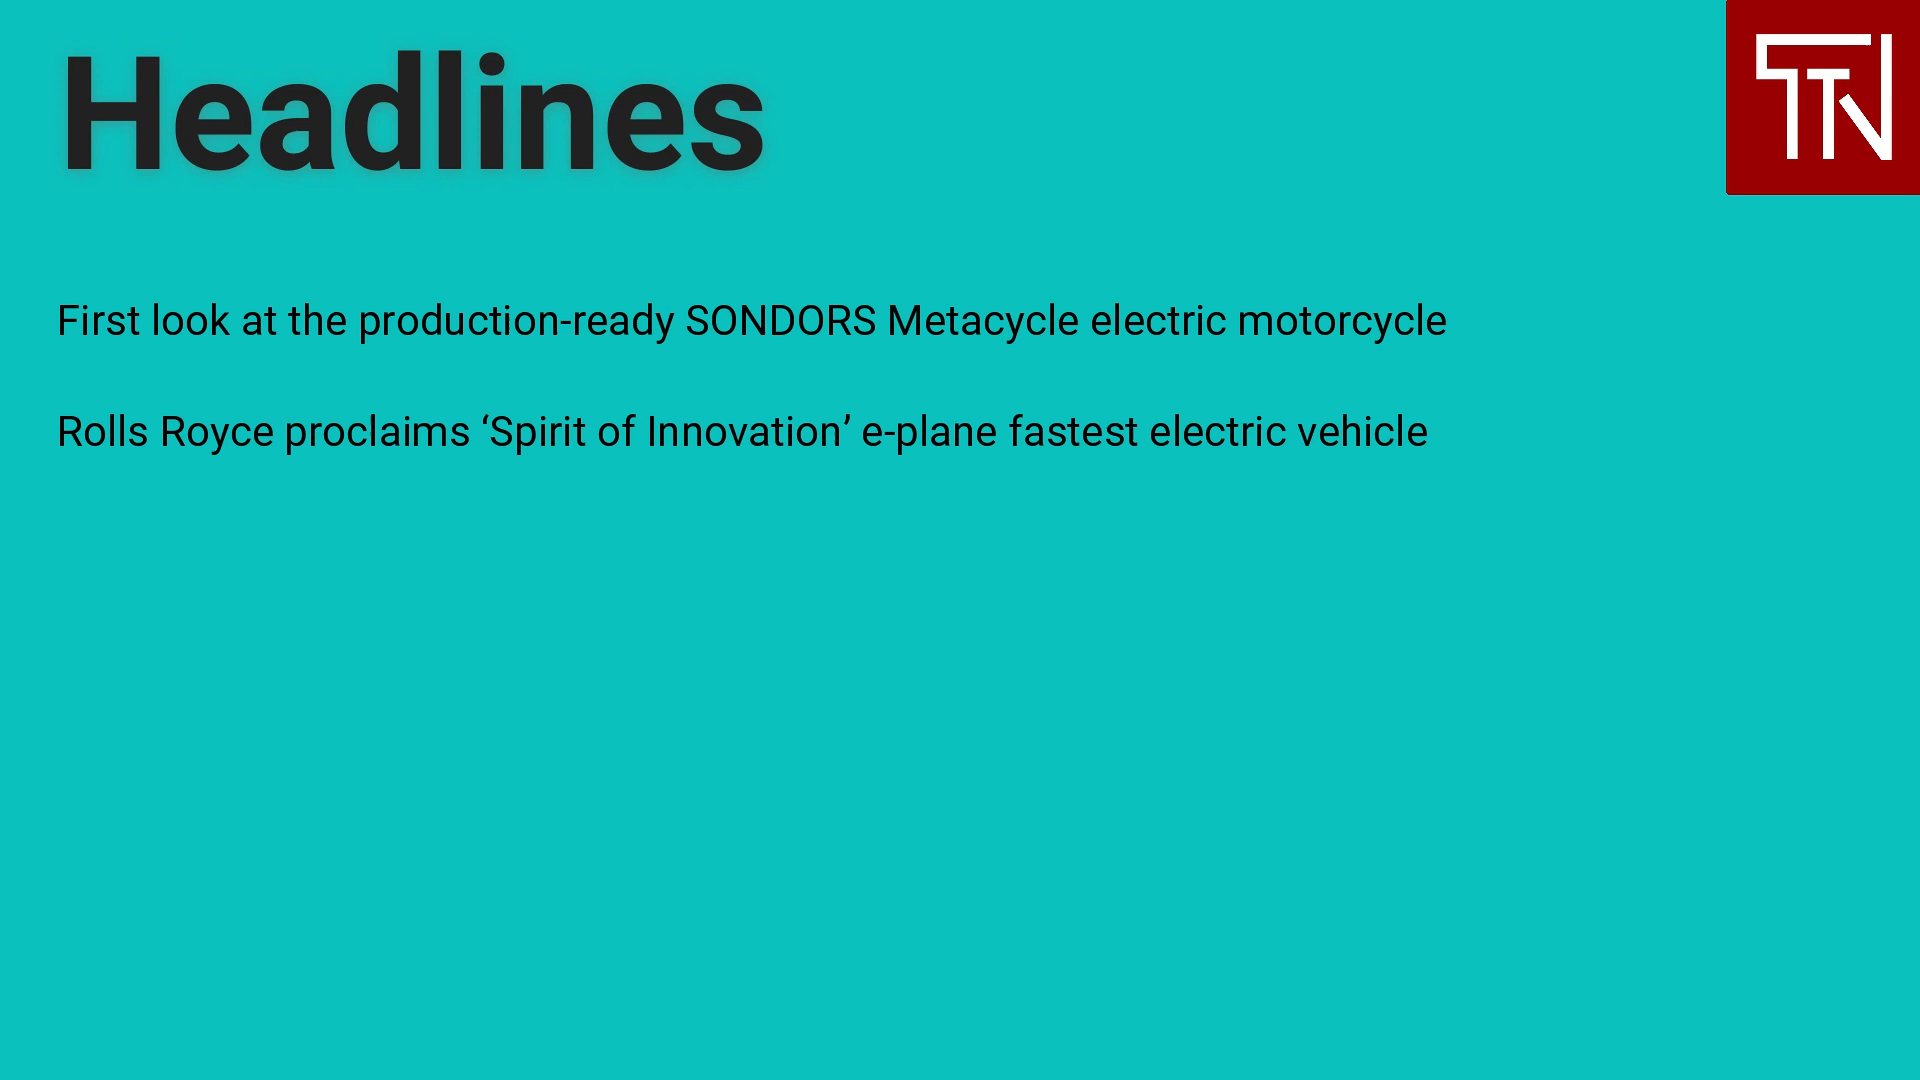 Headlines
TTN
First look at the production-ready SONDORS Metacycle electric motorcycle
Rolls Royce proclaims ‘Spirit of Innovation’ e-plane fastest electric vehicle